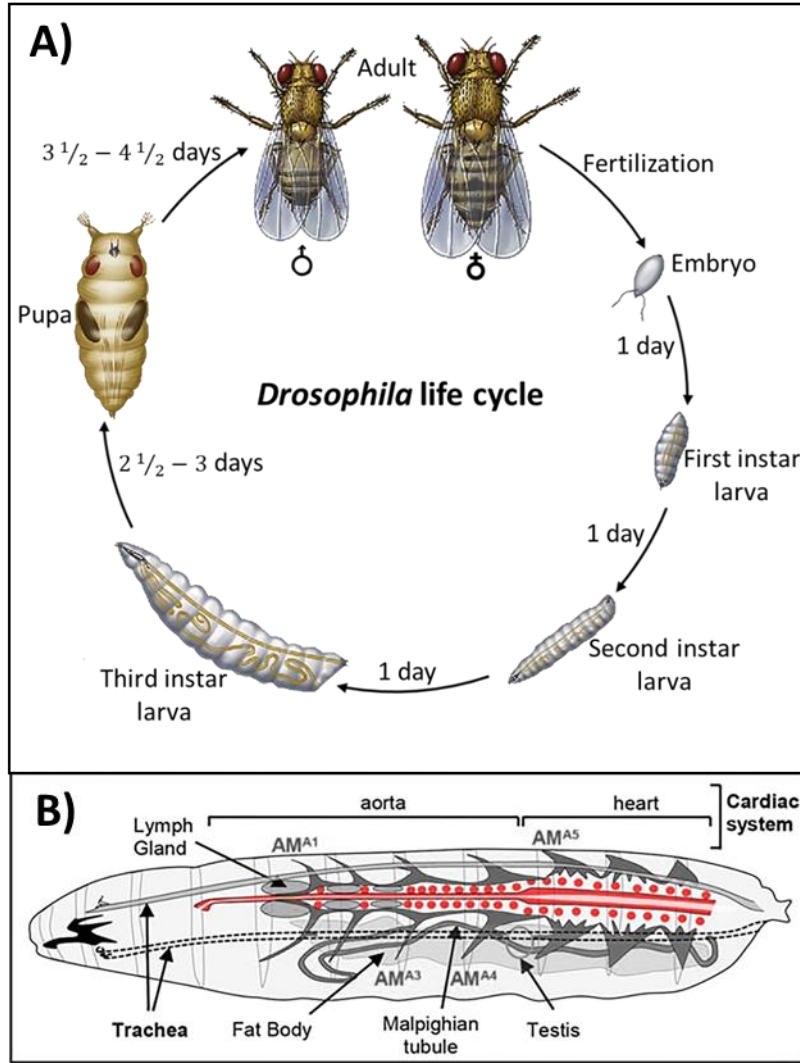 A)
Adult
3 1/2 – 4 1/2 days
Fertilization
♂
♀
Embryo
Pupa
1 day
Drosophila life cycle
2 1/2 – 3 days
First instar
larva
1 day
Second instar
larva
1 day
Third instar
larva
B)
aorta
heart
Cardiac
system
Lymph
Gland
AMA1
AMA5
AMA3
AMA4
Trachea
Fat Body
Malpighian
tubule
Testis